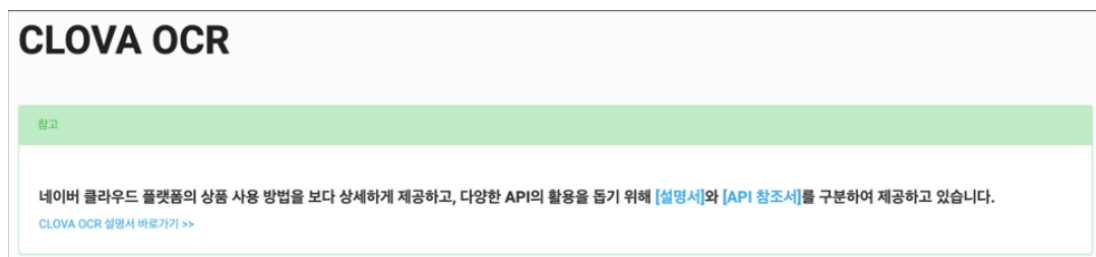 CLOVA OCR
참고
네이버 클라우드 플랫폼의 상품 사용 방법을 보다 상세하게 제공하고, 다양한 API의 활용을 돕기 위해 [설명서]와 [API 참조서]를 구분하여 제공하고 있습니다.
CLOVA OCR 설명서 바로가기 >>